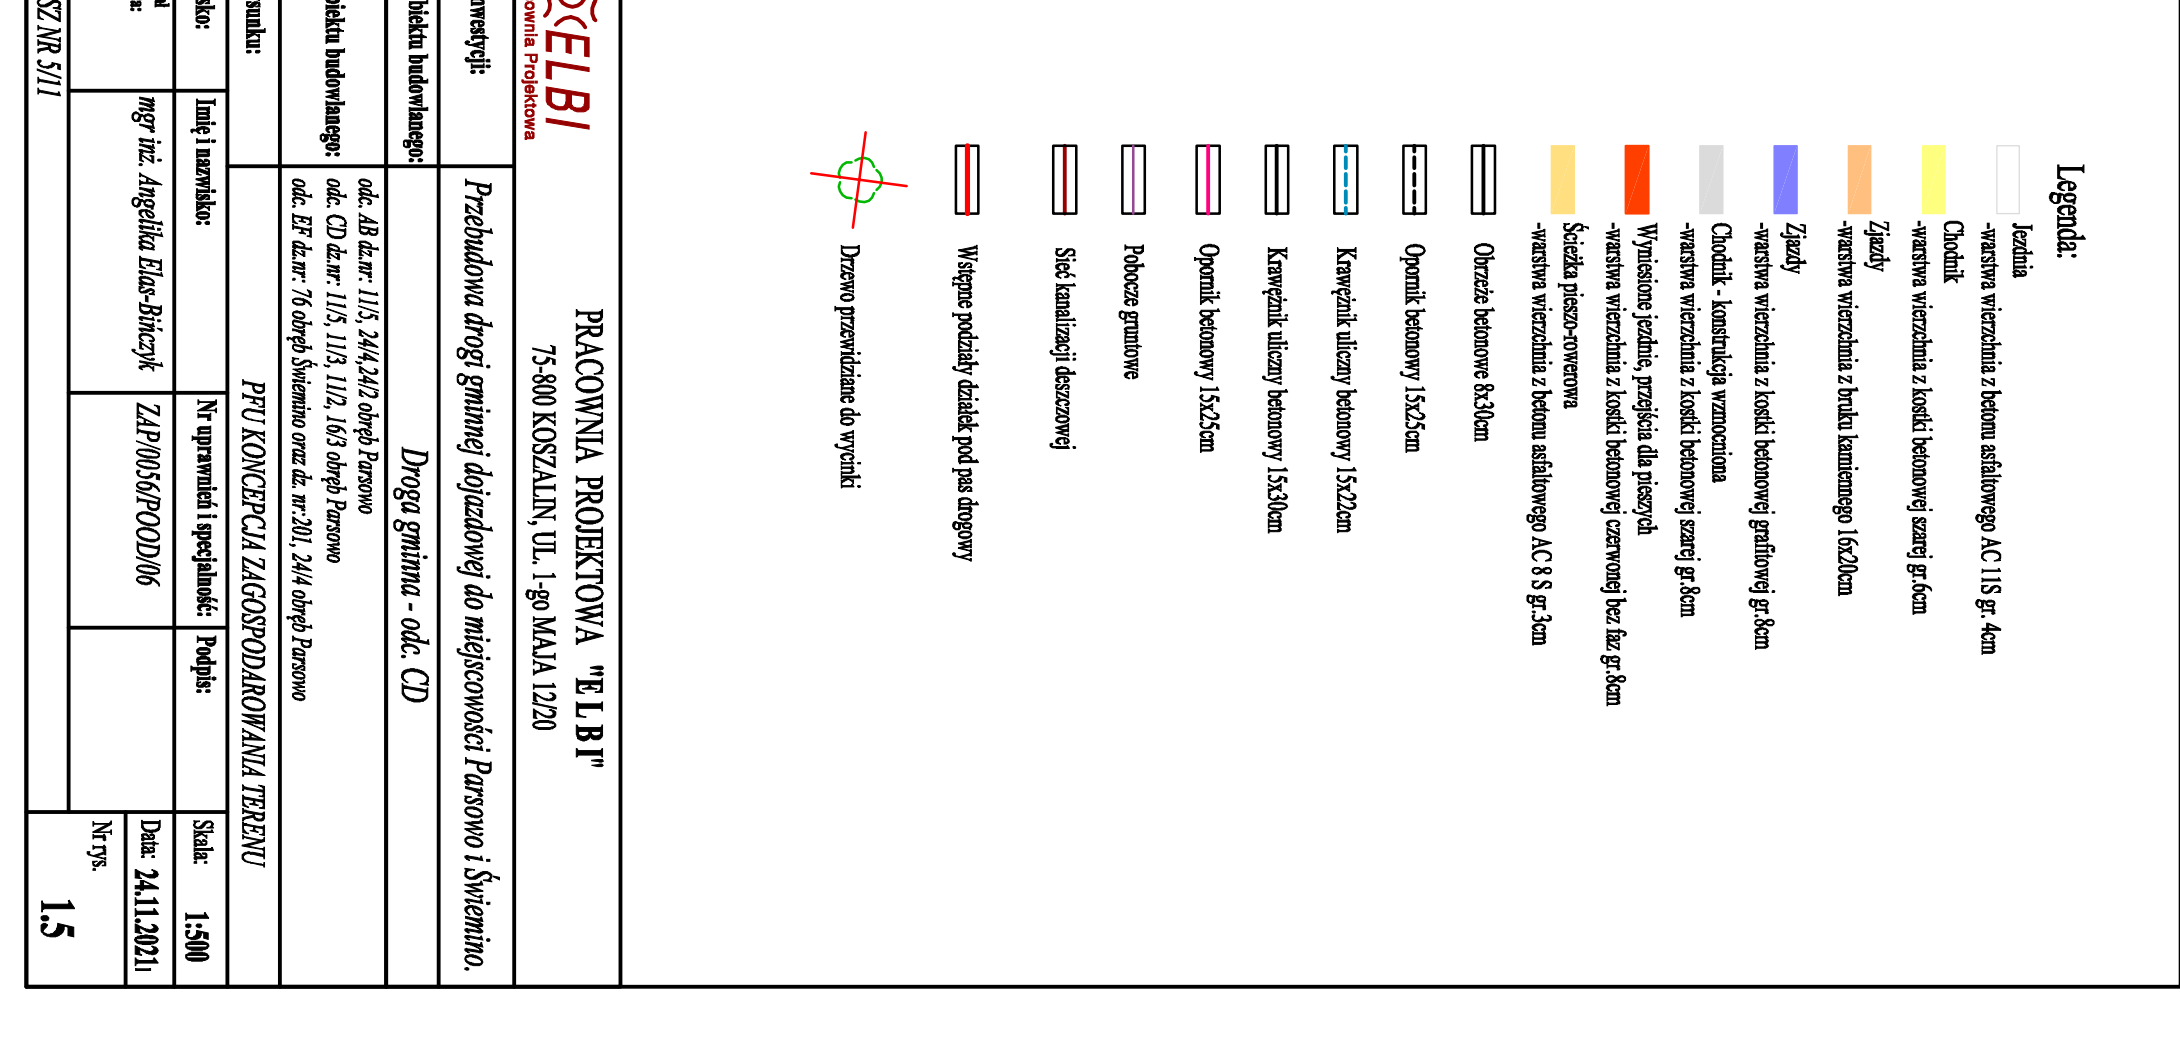 Legenda:
Jezdnia
-warstwa wierzchnia z betonu asfaltowego AC 11S gr. 4cm
Chodnik
-warstwa wierzchnia z kostki betonowej szarej gr.6cm
Zjazdy
-warstwa wierzchnia z bruku kamiennego 16x20cm
Zjazdy
-warstwa wierzchnia z kostki betonowej grafitowej gr.8cm
Chodnik - konstrukcja wzmocniona
-warstwa wierzchnia z kostki betonowej szarej gr.8cm
Wyniesione jezdnie, przejścia dla pieszych
-warstwa wierzchnia z kostki betonowej czerwonej bez faz gr.8cm
Ścieżka pieszo-rowerowa
-warstwa wierzchnia z betonu asfaltowego AC 8 S gr.3cm
Obrzeże betonowe 8x30cm
Opornik betonowy 15x25cm
Krawężnik uliczny betonowy 15x22cm
Krawężnik uliczny betonowy 15x30cm
Opornik betonowy 15x25cm
Pobocze gruntowe
Sieć kanalizacji deszczowej
Wstępne podziały działek pod pas drogowy
Drzewo przewidziane do wycinki
ELBI
ownia Projektowa
PRACOWNIA PROJEKTOWA "ELBI"
75-800 KOSZALIN, UL. 1-go MAJA 12/20
nwestycji:
Przebudowa drogi gminnej dojazdowej do miejscowości Parsowo i Świemino.
biektu budowlanego:
Droga gminna - odc. CD
biektu budowlanego:
odc. AB dz.nr: 11/5, 24/4,24/2 obręb Parsowo
odc. CD dz.nr: 11/5, 11/3, 11/2, 16/3 obręb Parsowo
odc. EF dz.nr: 76 obręb Świemino oraz dz. nr:201, 24/4 obręb Parsowo
sunku:
PFU KONCEPCJA ZAGOSPODAROWANIA TERENU
sko:
Imię i nazwisko:
Nr uprawnień i specjalność:
Podpis:
Skala: 1:500
mgr inż. Angelika Elas-Bińczyk
ZAP/0056/POOD/06
Data: 24.11.2021r
SZ NR 5/11
Nr rys.
1.5